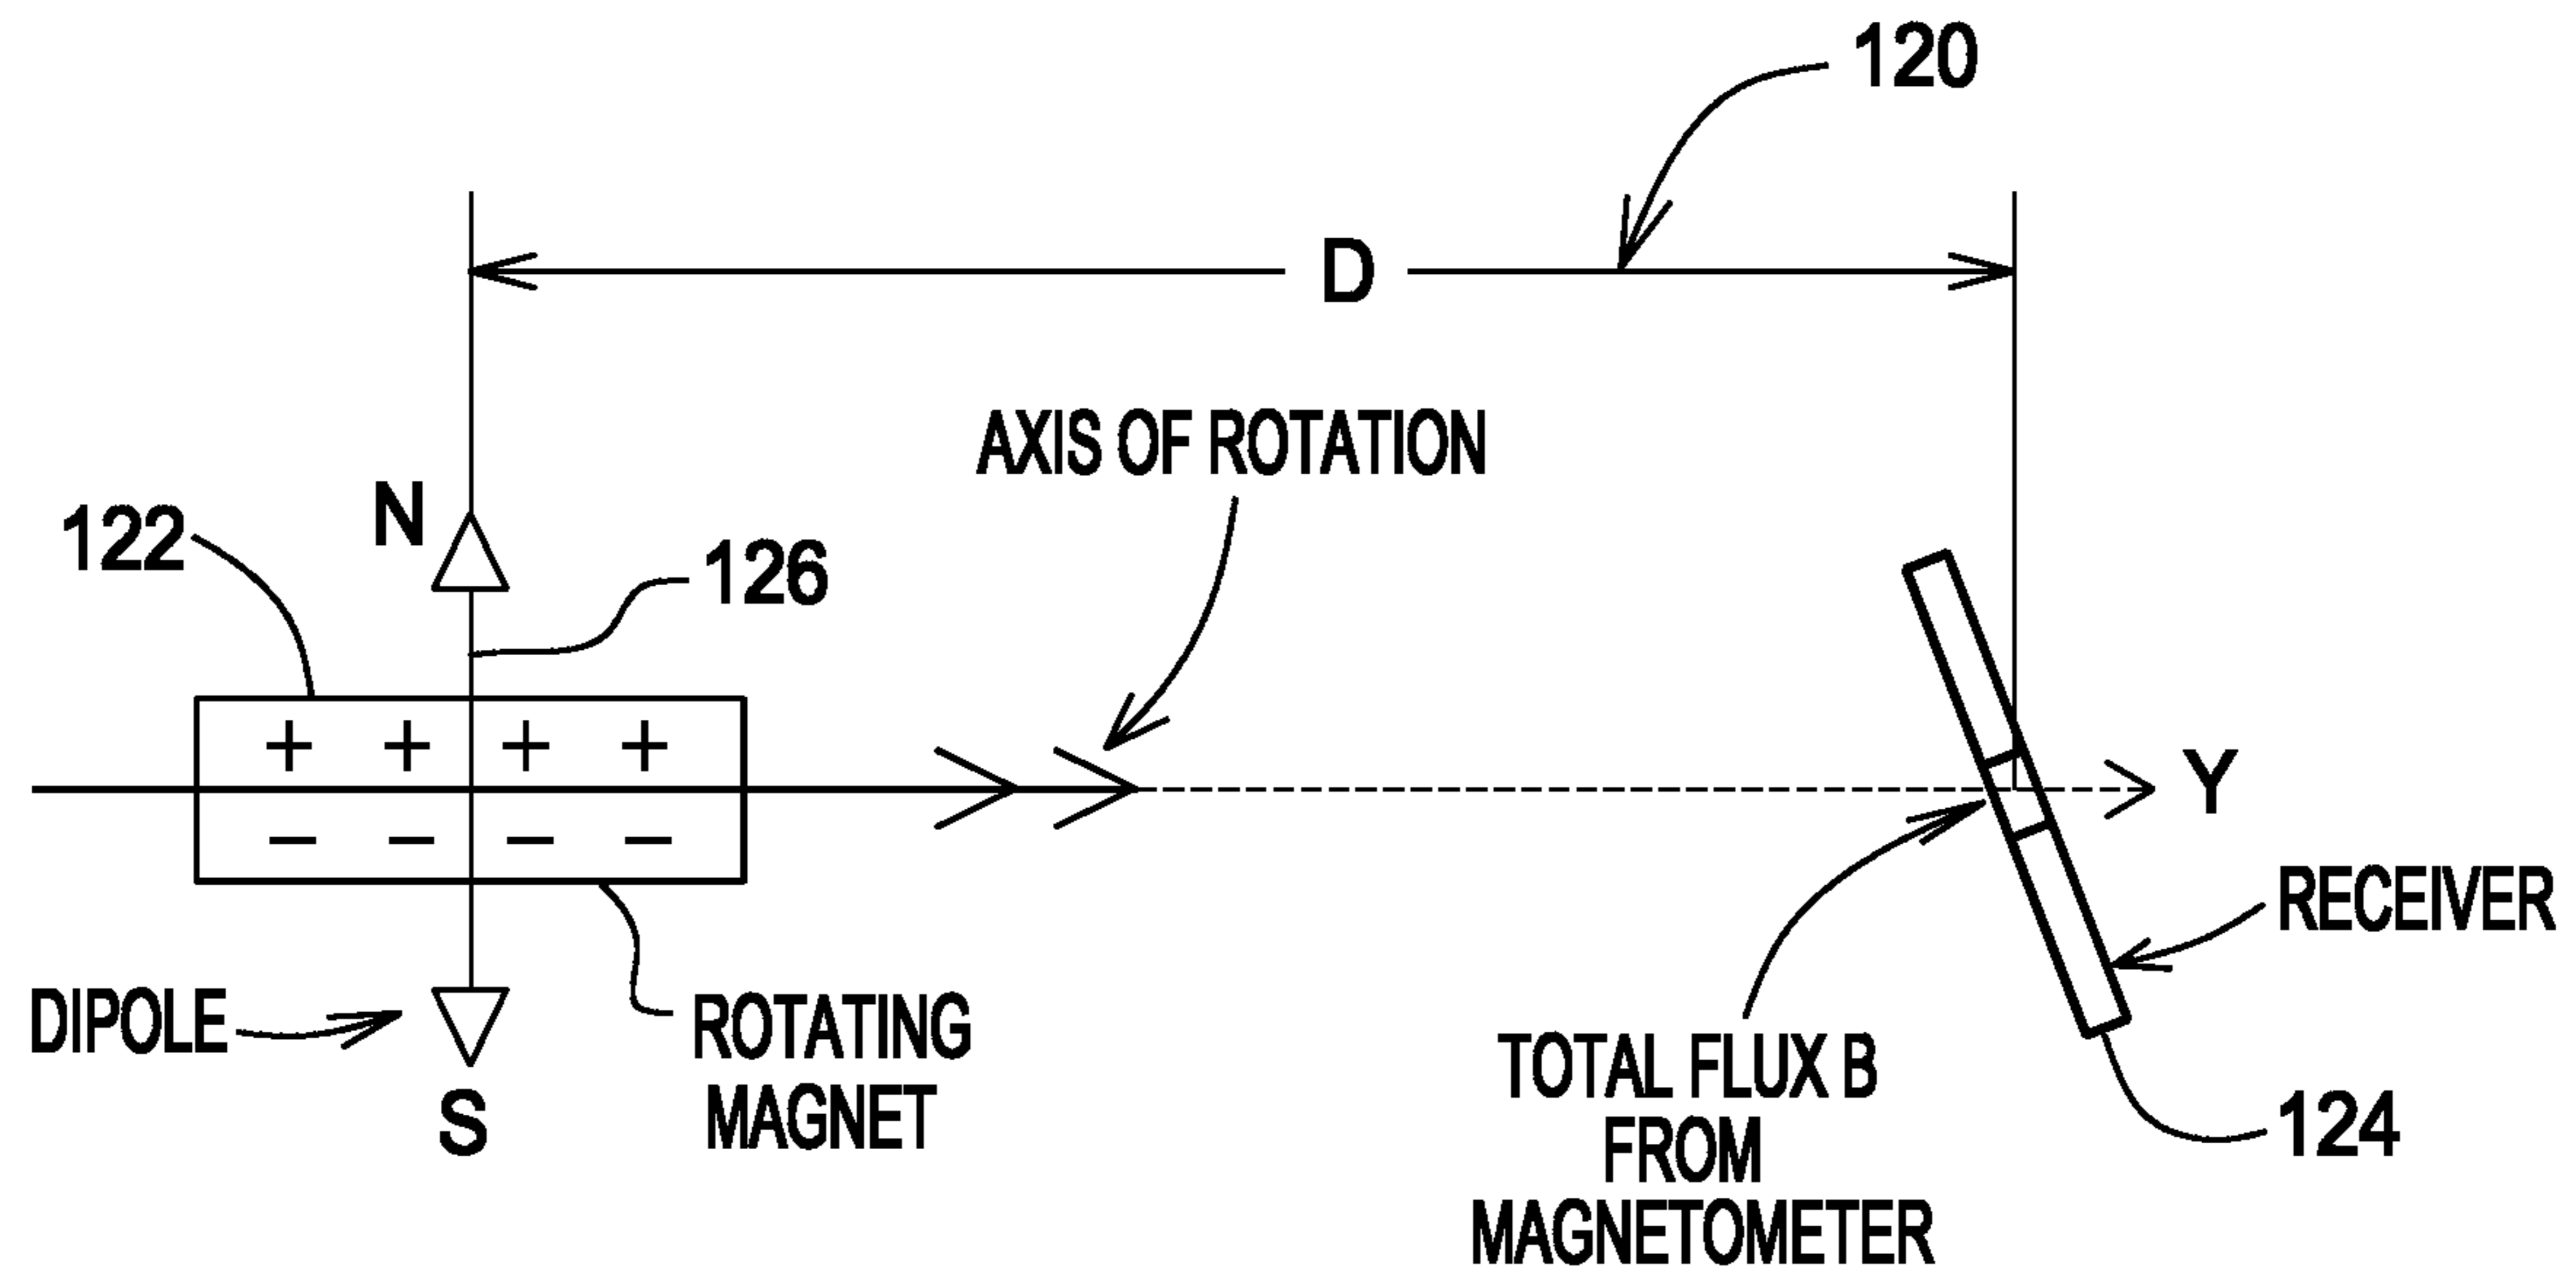 120
D
AXIS OF ROTATION
N
122
126
+ + + +
Y
− − − −
RECEIVER
DIPOLE
ROTATING
MAGNET
S
TOTAL FLUX B
FROM
MAGNETOMETER
124